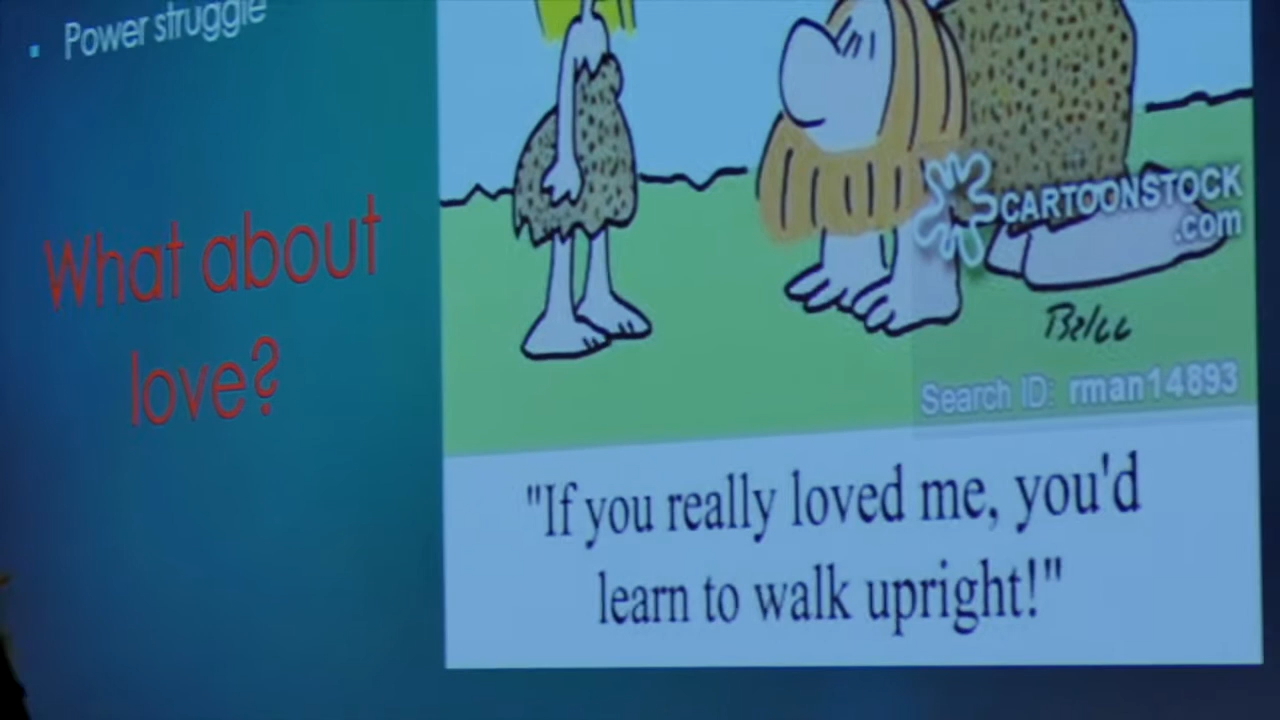 Power struggle
What about
love?
CARTOONSTOCK
.com
Search ID: rman14893
"If you really loved me, you'd
learn to walk upright!"